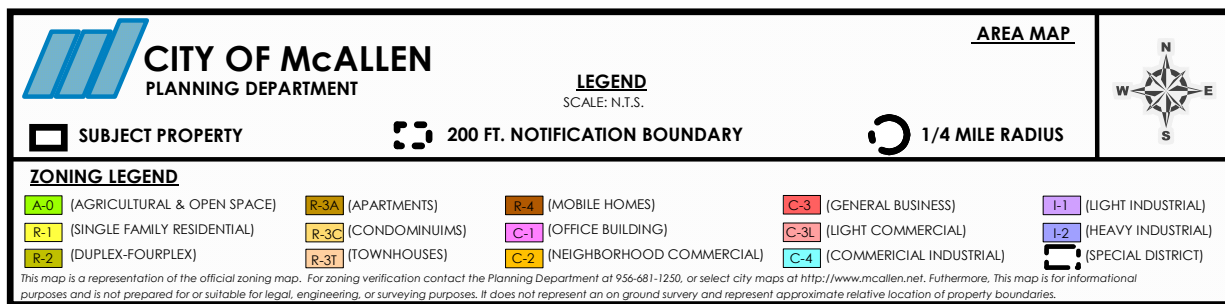 AREA MAP
CITY OF McALLEN
PLANNING DEPARTMENT
LEGEND
SCALE: N.T.S.
N
W E
S
SUBJECT PROPERTY 200 FT. NOTIFICATION BOUNDARY 1/4 MILE RADIUS
ZONING LEGEND
A-0 (AGRICULTURAL & OPEN SPACE) R-3A (APARTMENTS) R-4 (MOBILE HOMES) C-3 (GENERAL BUSINESS) I-1 (LIGHT INDUSTRIAL)
R-1 (SINGLE FAMILY RESIDENTIAL) R-3C (CONDOMINUIMS) C-1 (OFFICE BUILDING) C-3L (LIGHT COMMERCIAL) I-2 (HEAVY INDUSTRIAL)
R-2 (DUPLEX-FOURPLEX) R-3T (TOWNHOUSES) C-2 (NEIGHBORHOOD COMMERCIAL) C-4 (COMMERCIAL INDUSTRIAL) (SPECIAL DISTRICT)
This map is a representation of the official zoning map. For zoning verification contact the Planning Department at 956-681-1250, or select city maps at http://www.mcallen.net. Futhermore, This map is for informational
purposes and is not prepared for or suitable for legal, engineering, or surveying purposes. It does not represent an on ground survery and represent approximate relative location of property boundaries.